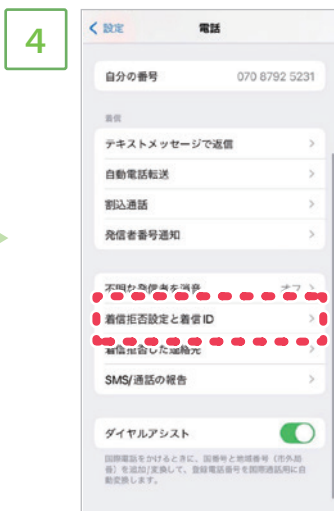 4
設定
電話
自分の番号 070 8792 5231
着信
テキストメッセージで返信
自動電話転送
割込通話
発信者番号通知
不明な発信者を消音 オフ
着信拒否設定と着信ID
着信拒否した連絡先
SMS/通話の報告
ダイヤルアシスト
国際電話をかけるときに、国番号と地域番号（市外局
番）を追加/変換して、登録電話番号を国際通話用に自
動変換します。